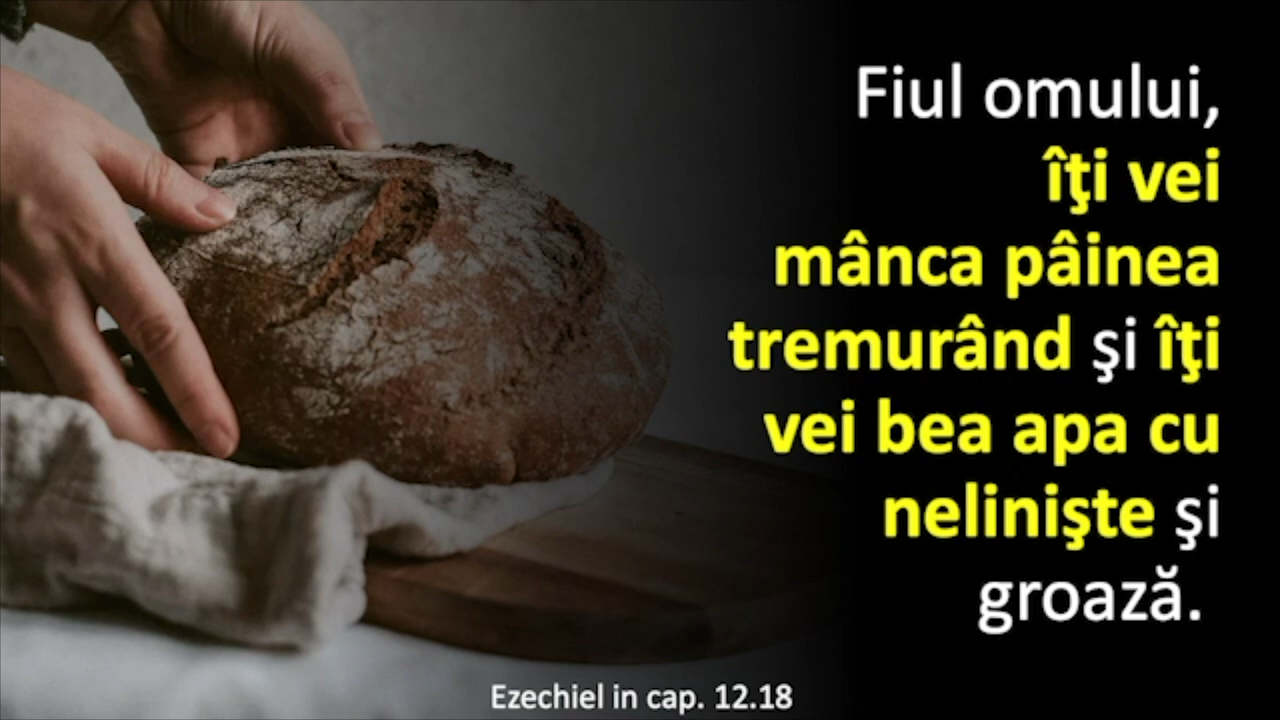 Fiul omului,
îţi vei
mânca pâinea
tremurând şi îţi
vei bea apa cu
nelinişte şi
groază.
Ezechiel in cap. 12.18